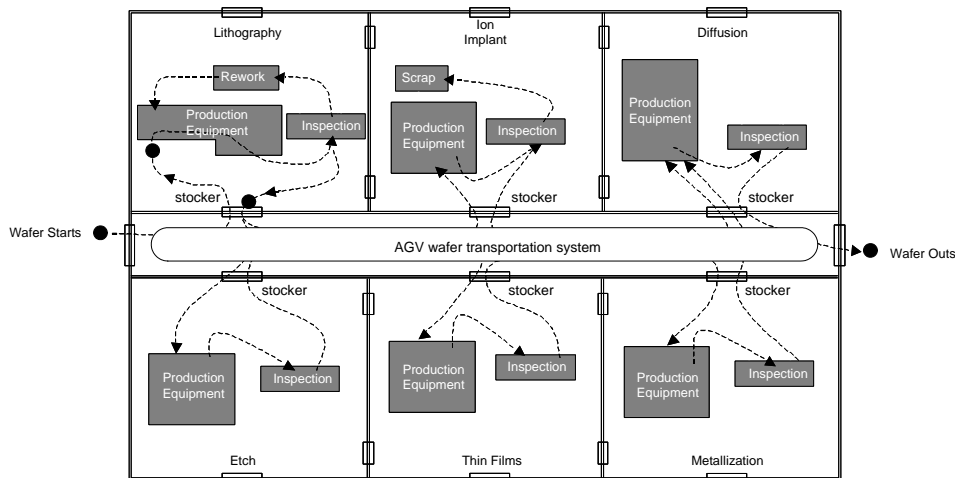 Lithography
Ion
Implant
Diffusion
Rework
Production
Equipment
Inspection
stocker
Scrap
Production
Equipment
Inspection
stocker
Production
Equipment
Inspection
stocker
Wafer Starts
AGV wafer transportation system
Wafer Outs
stocker
Production
Equipment
Inspection
Etch
stocker
Production
Equipment
Inspection
Thin Films
stocker
Production
Equipment
Inspection
Metallization